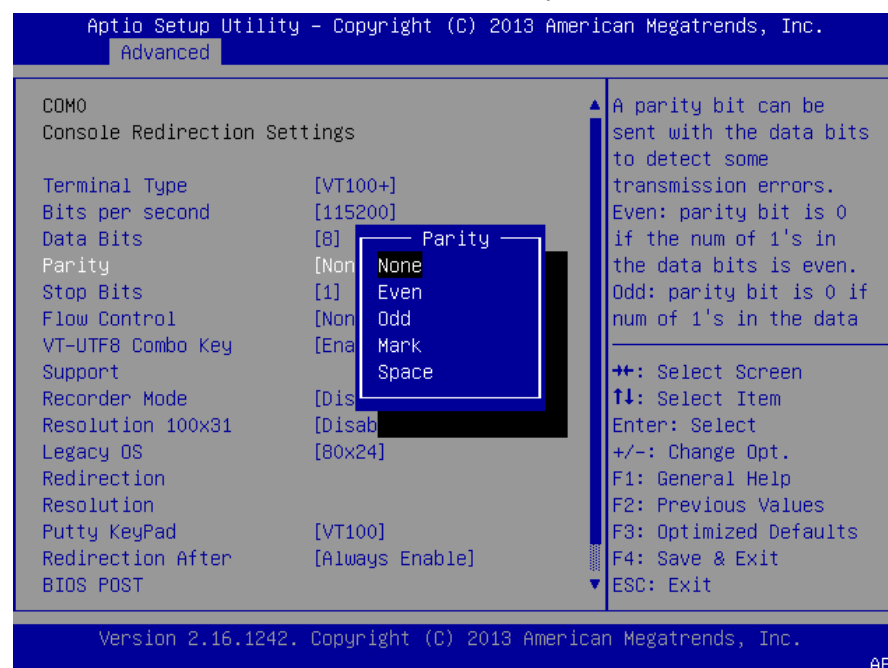 Aptio Setup Utility – Copyright (C) 2013 American Megatrends, Inc.
Advanced
COM0
Console Redirection Settings
Terminal Type [VT100+]
Bits per second [115200]
Data Bits [8]
Parity [Non
Stop Bits [1]
Flow Control [Non
VT-UTF8 Combo Key [Ena
Support
Recorder Mode [Dis
Resolution 100x31 [Disab
Legacy OS [80x24]
Redirection
Resolution
Putty KeyPad [VT100]
Redirection After [Always Enable]
BIOS POST
Parity
None
Even
Odd
Mark
Space
A parity bit can be
sent with the data bits
to detect some
transmission errors.
Even: parity bit is 0
if the num of 1's in
the data bits is even.
Odd: parity bit is 0 if
num of 1's in the data
→←: Select Screen
↑↓: Select Item
Enter: Select
+/-: Change Opt.
F1: General Help
F2: Previous Values
F3: Optimized Defaults
F4: Save & Exit
ESC: Exit
Version 2.16.1242. Copyright (C) 2013 American Megatrends, Inc.